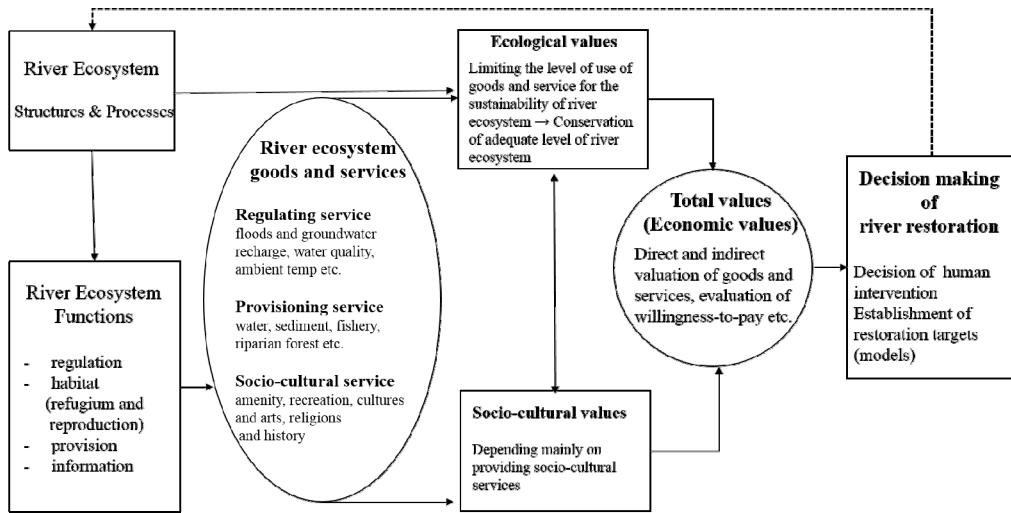 River Ecosystem
Structures & Processes
River Ecosystem
Functions
- regulation
- habitat
(refugium and
reproduction)
- provision
- information
River ecosystem
goods and services
Regulating service
floods and groundwater
recharge, water quality,
ambient temp etc.
Provisioning service
water, sediment, fishery,
riparian forest etc.
Socio-cultural service
amenity, recreation, cultures
and arts, religions
and history
Ecological values
Limiting the level of use of
goods and service for the
sustainability of river
ecosystem → Conservation
of adequate level of river
ecosystem
Socio-cultural values
Depending mainly on
providing socio-cultural
services
Total values
(Economic values)
Direct and indirect
valuation of goods and
services, evaluation of
willingness-to-pay etc.
Decision making
of
river restoration
Decision of human
intervention
Establishment of
restoration targets
(models)